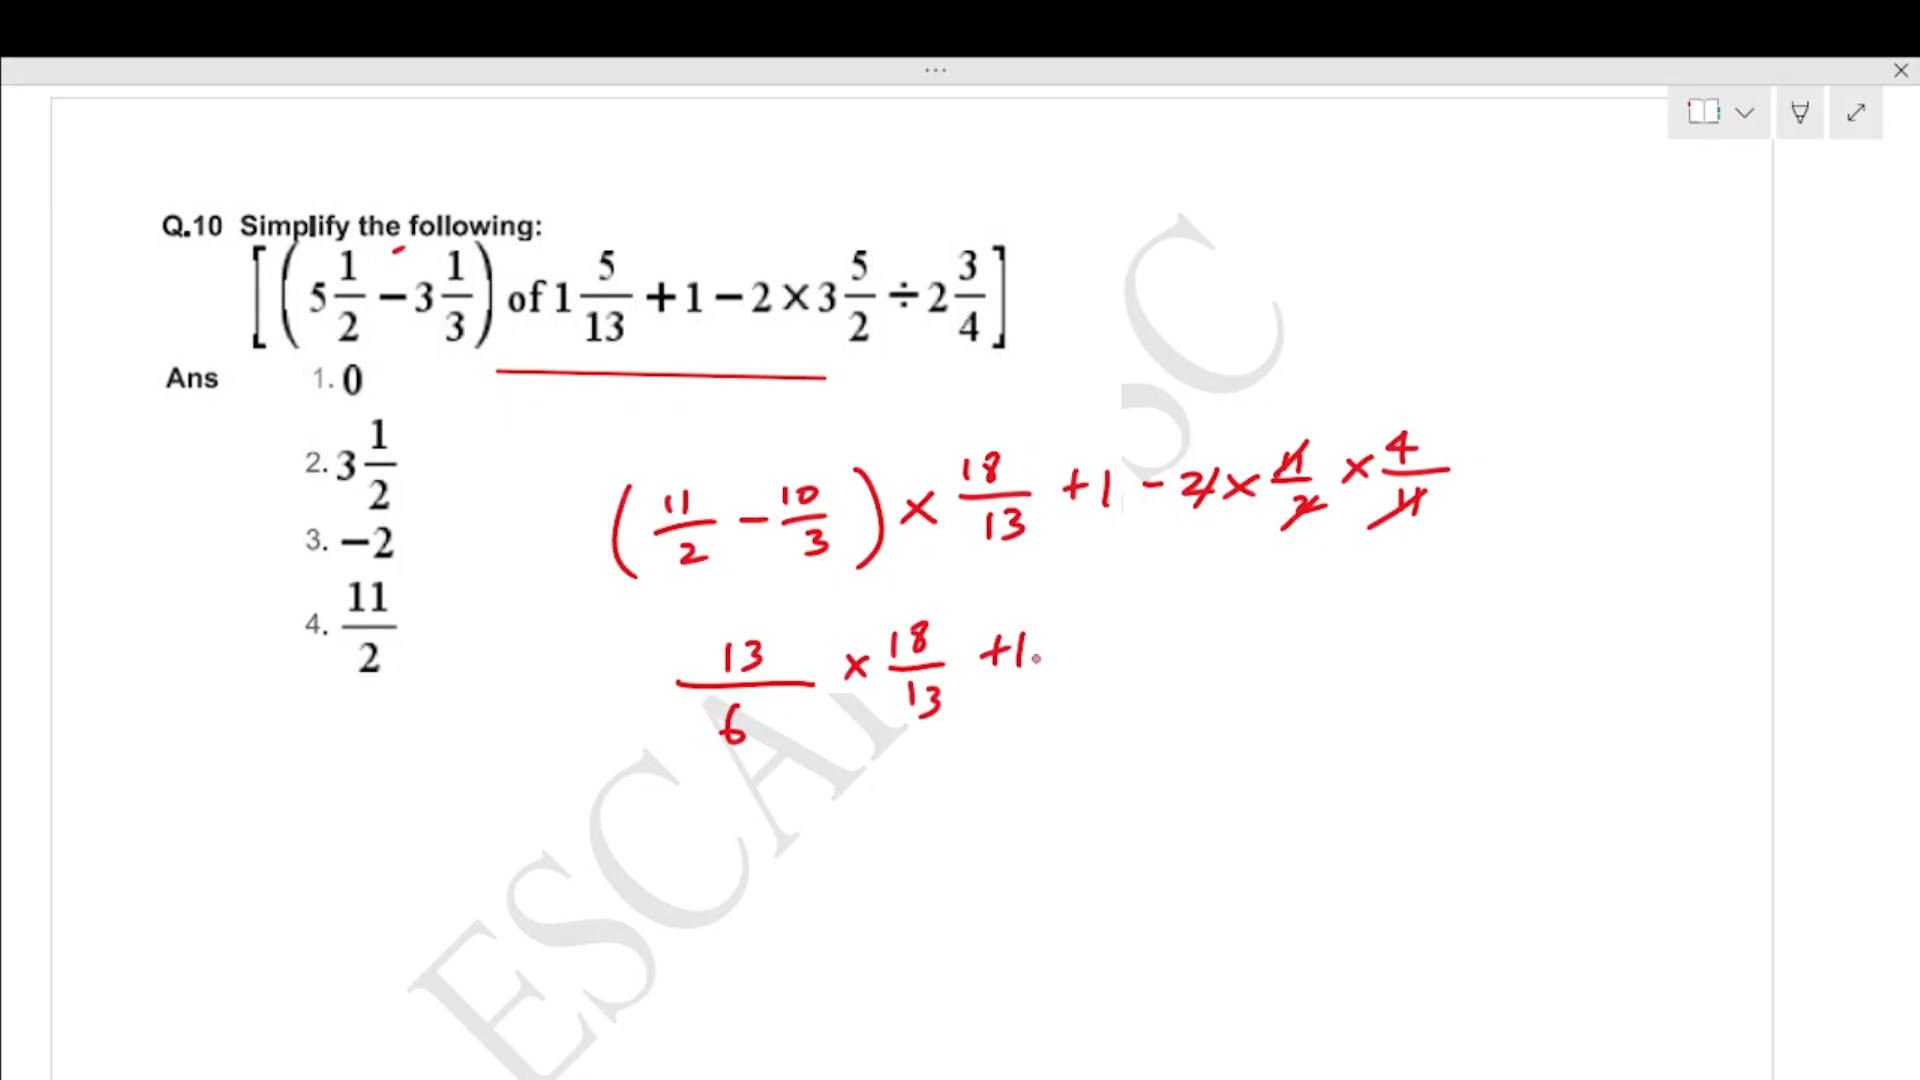 Q.10 Simplify the following:
[(5 1/2 − 3 1/3) of 1 5/13 + 1 − 2 × 3 5/2 ÷ 2 3/4]
Ans 1. 0
2. 3 1/2
3. −2
4. 11/2
(11/2 − 10/3) × 18/13 + 1 − 2 × 11/2 × 4/11
13/6 × 18/13 + 1
ESCA SC